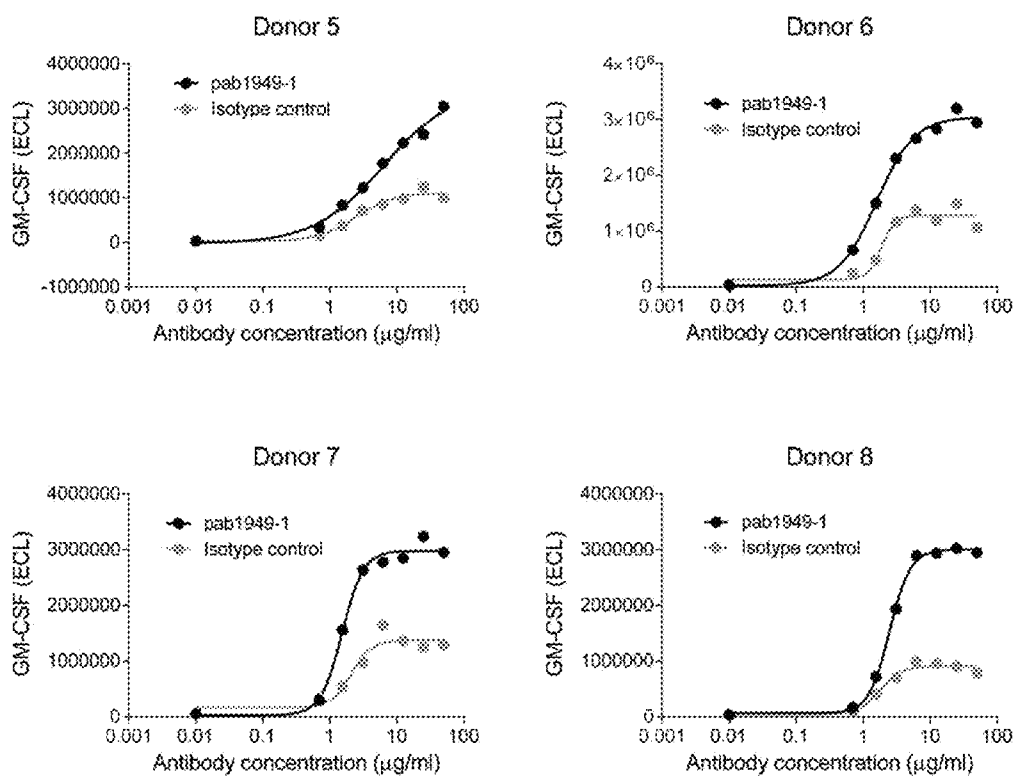 Donor 5
4000000
3000000
2000000
1000000
0
-1000000
GM-CSF (ECL)
pab1949-1
Isotype control
0.001 0.01 0.1 1 10 100
Antibody concentration (µg/ml)
Donor 6
4×10⁶
3×10⁶
2×10⁶
1×10⁶
0
GM-CSF (ECL)
pab1949-1
Isotype control
0.001 0.01 0.1 1 10 100
Antibody concentration (µg/ml)
Donor 7
4000000
3000000
2000000
1000000
0
GM-CSF (ECL)
pab1949-1
Isotype control
0.001 0.01 0.1 1 10 100
Antibody concentration (µg/ml)
Donor 8
4000000
3000000
2000000
1000000
0
GM-CSF (ECL)
pab1949-1
Isotype control
0.001 0.01 0.1 1 10 100
Antibody concentration (µg/ml)